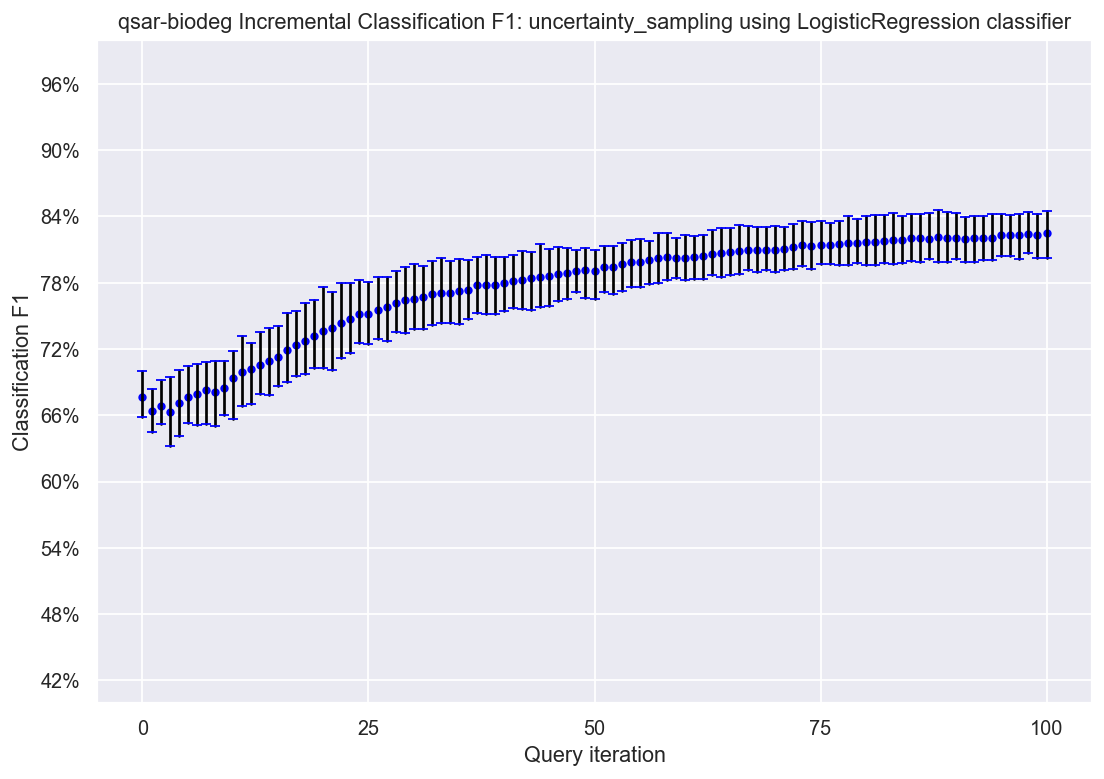 qsar-biodeg Incremental Classification F1: uncertainty_sampling using LogisticRegression classifier
96%
90%
84%
78%
72%
66%
60%
54%
48%
42%
Classification F1
0 25 50 75 100
Query iteration